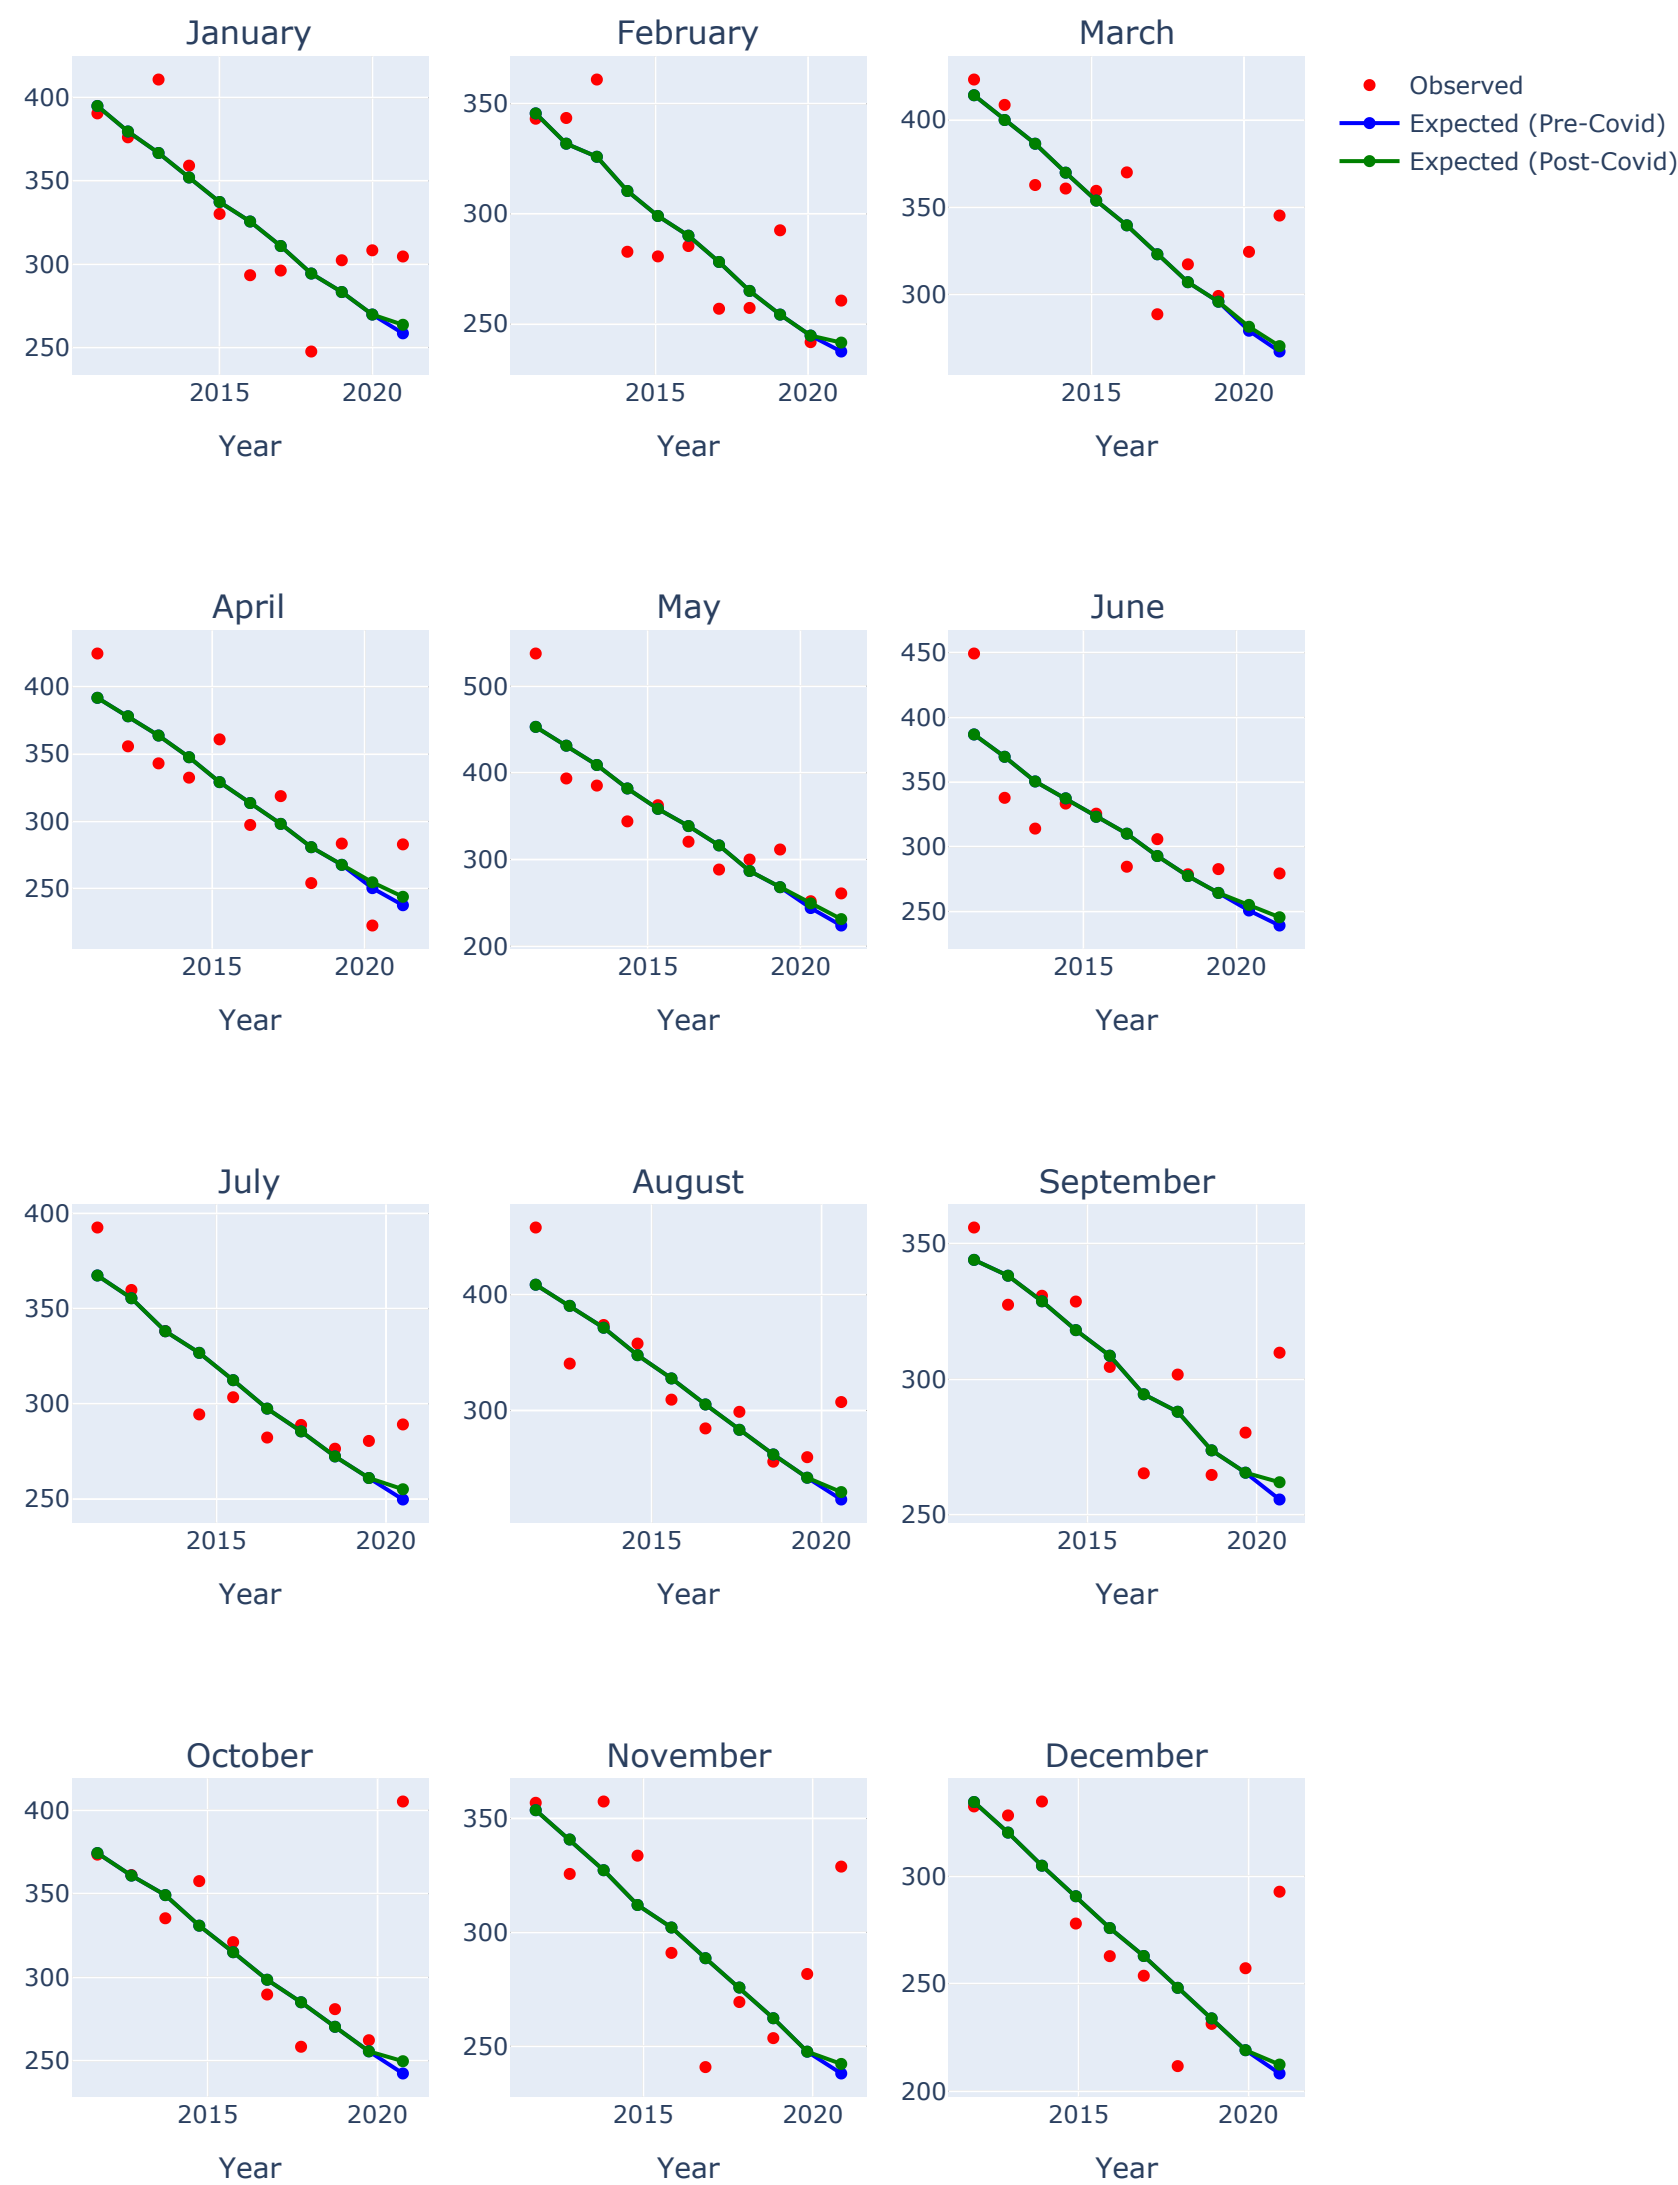 January
February
March
Observed
Expected (Pre-Covid)
Expected (Post-Covid)
400
350
300
250
2015
2020
Year
350
300
250
2015
2020
Year
400
350
300
2015
2020
Year
April
May
June
400
350
300
250
2015
2020
Year
500
400
300
200
2015
2020
Year
450
400
350
300
250
2015
2020
Year
July
August
September
400
350
300
250
2015
2020
Year
400
300
2015
2020
Year
350
300
250
2015
2020
Year
October
November
December
400
350
300
250
2015
2020
Year
350
300
250
2015
2020
Year
300
250
200
2015
2020
Year